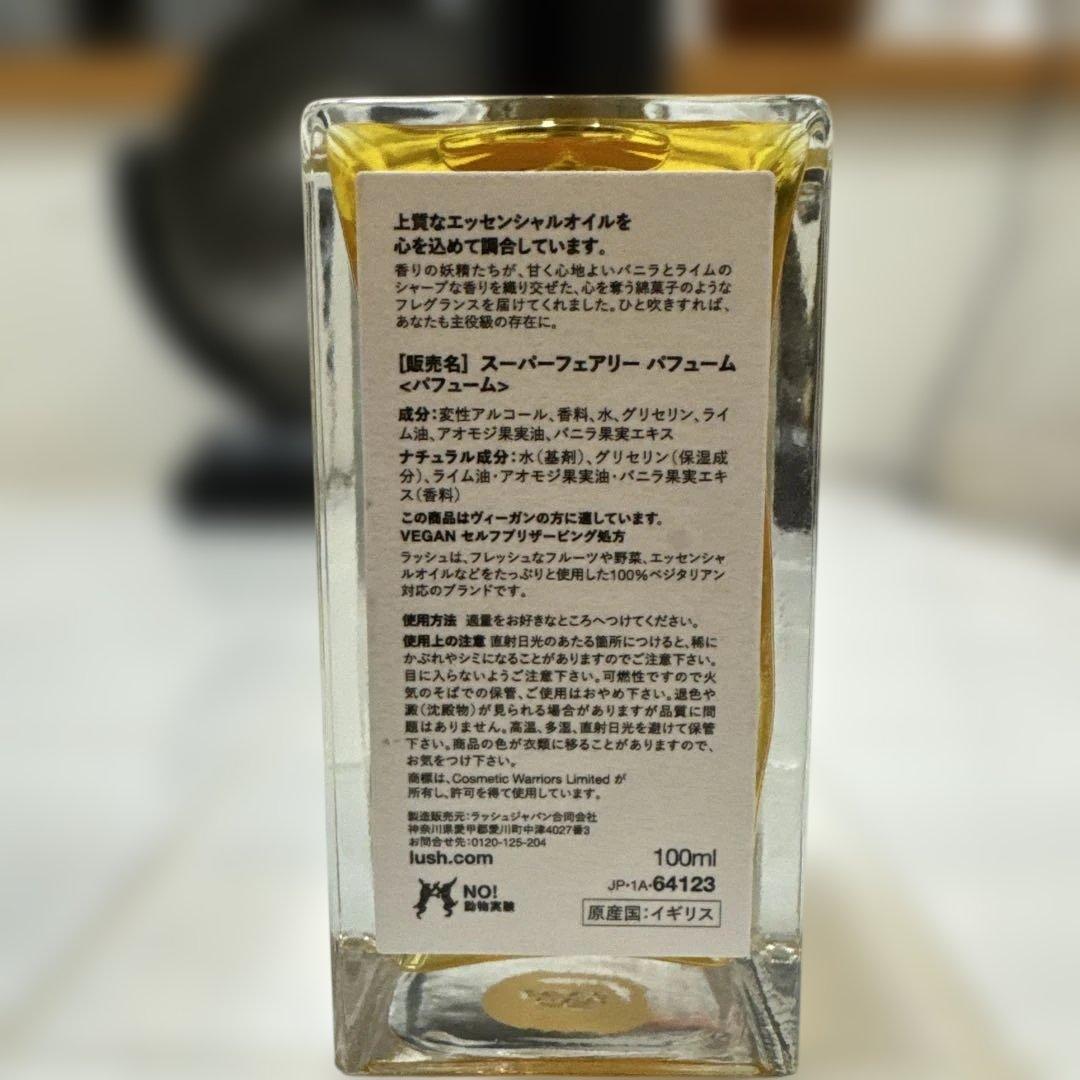 上質なエッセンシャルオイルを
心を込めて調合しています。
香りの妖精たちが、甘く心地よいバニラとライムの
シャープな香りを織り交ぜた、心を奪う綿菓子のような
フレグランスを届けてくれました。ひと吹きすれば、
あなたも主役級の存在に。
[販売名] スーパーフェアリー パフューム
<パフューム>
成分:変性アルコール、香料、水、グリセリン、ライ
ム油、アオモジ果実油、バニラ果実エキス
ナチュラル成分:水(基剤)、グリセリン(保湿成
分)、ライム油・アオモジ果実油・バニラ果実エキ
ス(香料)
この商品はヴィーガンの方に適しています。
VEGAN セルフプリザービング処方
ラッシュは、フレッシュなフルーツや野菜、エッセンシャ
ルオイルなどをたっぷりと使用した100%ベジタリアン
対応のブランドです。
使用方法 適量をお好きなところへつけてください。
使用上の注意 直射日光のあたる箇所につけると、稀に
かぶれやシミになることがありますのでご注意下さい。
目に入らないようご注意下さい。可燃性ですので火
気のそばでの保管、ご使用はおやめ下さい。退色や
澱(沈殿物)が見られる場合がありますが品質に問
題はありません。高温、多湿、直射日光を避けて保管
下さい。商品の色が衣類に移ることがありますので、
お気をつけ下さい。
商標は、Cosmetic Warriors Limited が
所有し、許可を得て使用しています。
製造販売元:ラッシュジャパン合同会社
神奈川県愛甲郡愛川町中津4027番3
お問合せ先:0120-125-204
lush.com
100ml
JP・1A・64123
NO!
動物実験
原産国:イギリス